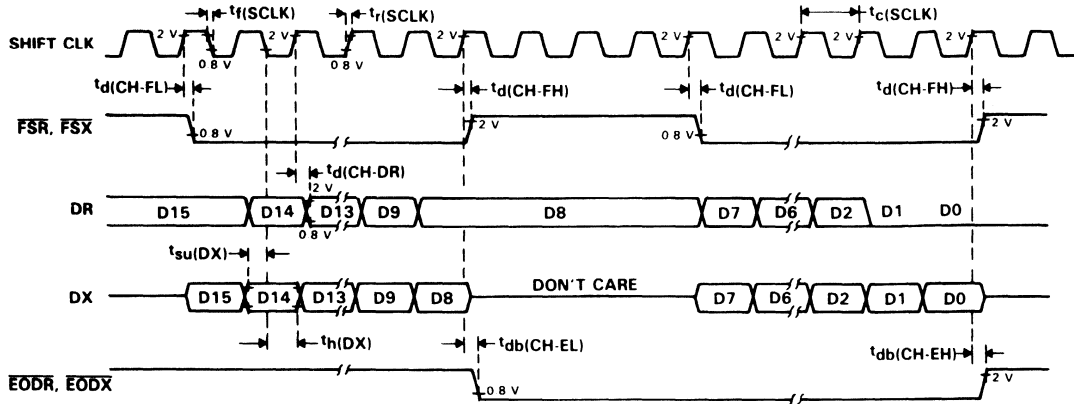 tf(SCLK) tr(SCLK) tc(SCLK)
SHIFT CLK 2 V 2 V 2 V 2 V 2 V 2 V 2 V 2 V 2 V
0 8 V 0 8 V
td(CH-FL) td(CH-FH) td(CH-FL) td(CH-FH)
FSR, FSX 0 8 V 2 V 0 8 V 2 V
td(CH-DR)
2 V
DR D15 D14 D13 D9 D8 D7 D6 D2 D1 D0
0 8 V
tsu(DX)
DX D15 D14 D13 D9 D8 DON'T CARE D7 D6 D2 D1 D0
th(DX) tdb(CH-EL) tdb(CH-EH)
EODR, EODX 0 8 V 2 V